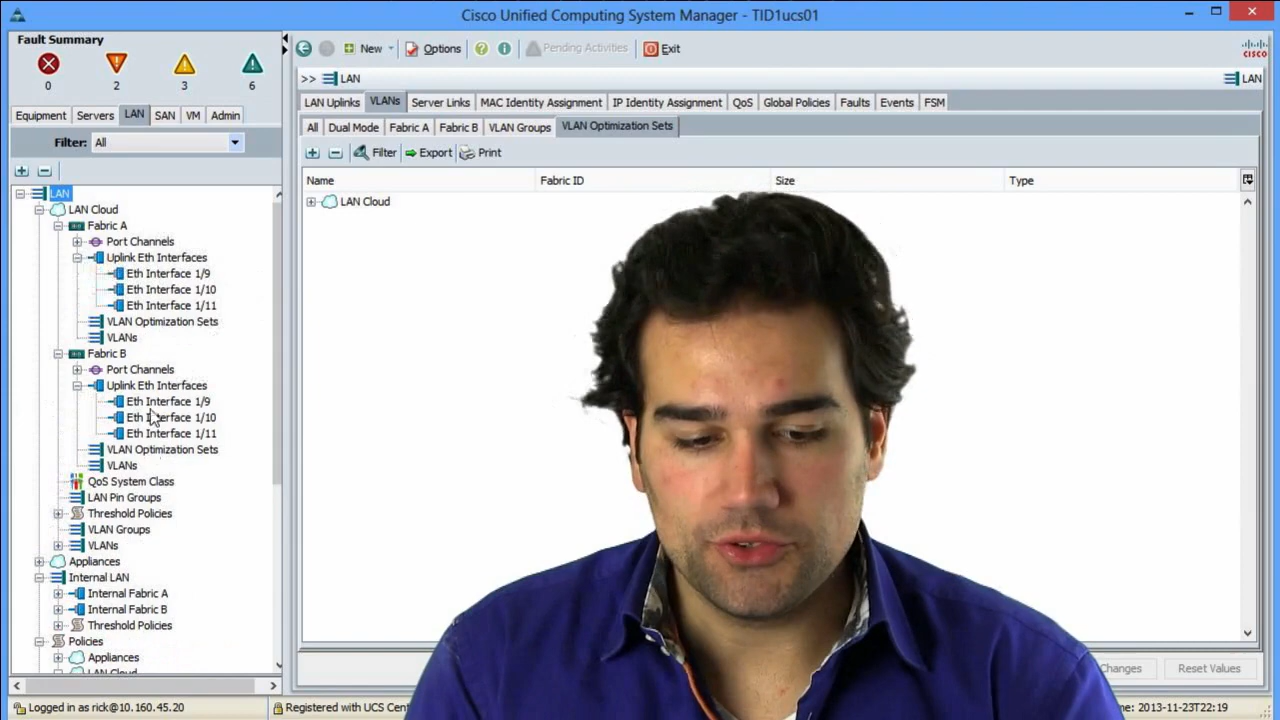 Cisco Unified Computing System Manager - TID1ucs01
Fault Summary
0 2 3 6
New Options Pending Activities Exit
cisco
>> LAN LAN
Equipment Servers LAN SAN VM Admin
Filter: All
LAN Uplinks VLANs Server Links MAC Identity Assignment IP Identity Assignment QoS Global Policies Faults Events FSM
All Dual Mode Fabric A Fabric B VLAN Groups VLAN Optimization Sets
Filter Export Print
Name Fabric ID Size Type
LAN Cloud
LAN
LAN Cloud
Fabric A
Port Channels
Uplink Eth Interfaces
Eth Interface 1/9
Eth Interface 1/10
Eth Interface 1/11
VLAN Optimization Sets
VLANs
Fabric B
Port Channels
Uplink Eth Interfaces
Eth Interface 1/9
Eth Interface 1/10
Eth Interface 1/11
VLAN Optimization Sets
VLANs
QoS System Class
LAN Pin Groups
Threshold Policies
VLAN Groups
VLANs
Appliances
Internal LAN
Internal Fabric A
Internal Fabric B
Threshold Policies
Policies
Appliances
LAN Cloud
Changes Reset Values
Logged in as rick@10.160.45.20
Registered with UCS Cent
me: 2013-11-23T22:19